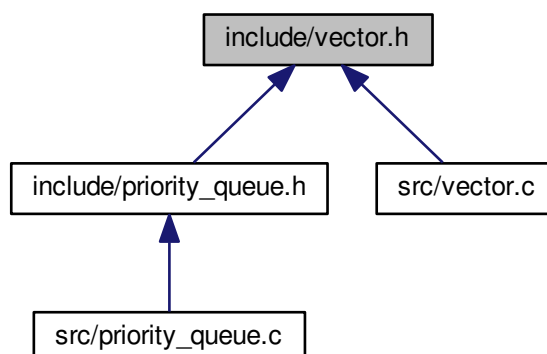 include/vector.h
include/priority_queue.h
src/vector.c
src/priority_queue.c